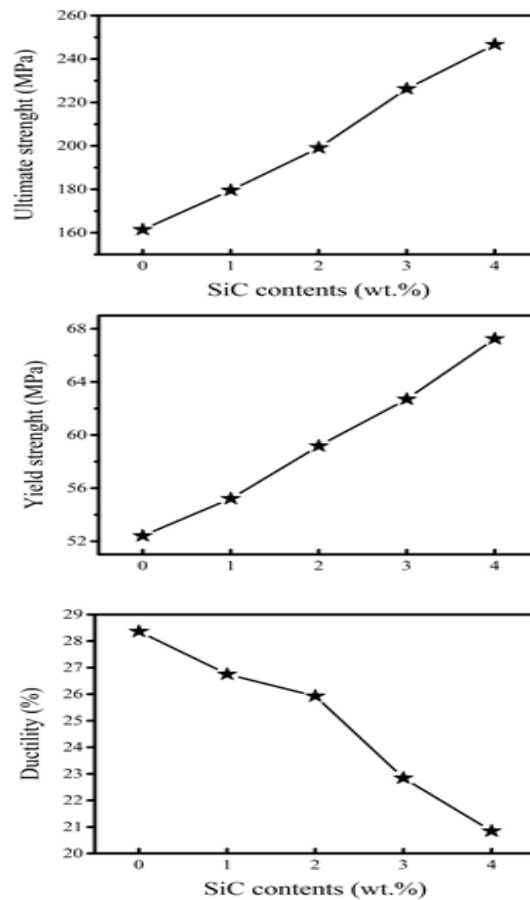 260
240
220
200
180
160
Ultimate strenght (MPa)
0 1 2 3 4
SiC contents (wt.%)
68
64
60
56
52
Yield strenght (MPa)
0 1 2 3 4
29
28
27
26
25
24
23
22
21
20
Ductility (%)
0 1 2 3 4
SiC contents (wt.%)